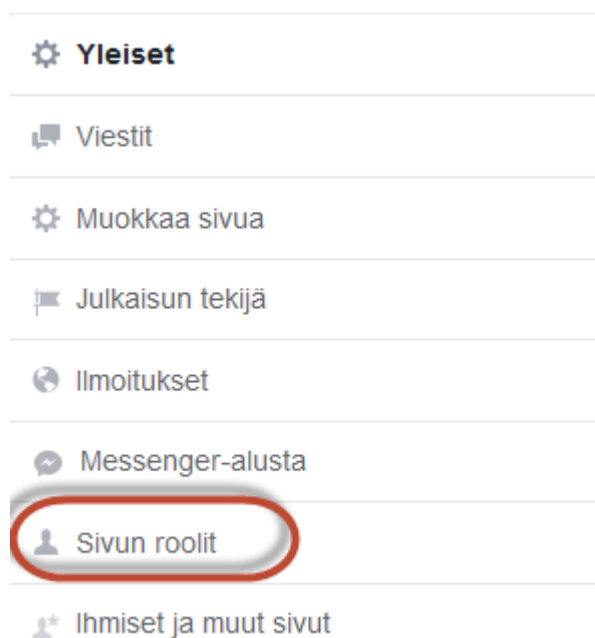 Yleiset
Viestit
Muokkaa sivua
Julkaisun tekijä
Ilmoitukset
Messenger-alusta
Sivun roolit
Ihmiset ja muut sivut